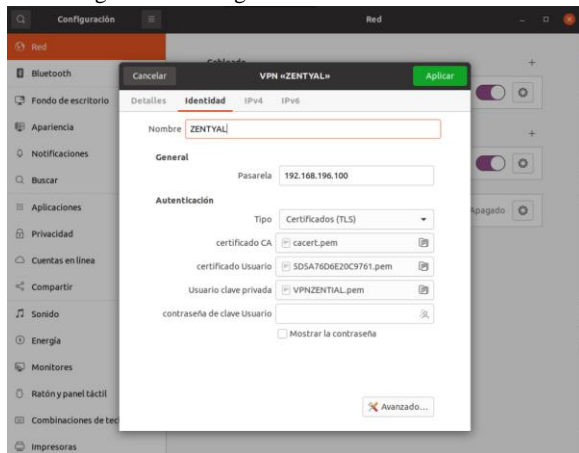 Configuración
Red
Red
Bluetooth
Fondo de escritorio
Apariencia
Notificaciones
Buscar
Aplicaciones
Privacidad
Cuentas en línea
Compartir
Sonido
Energía
Monitores
Ratón y panel táctil
Combinaciones de tec
Impresoras
Cableado
Apagado
Cancelar
VPN «ZENTYAL»
Aplicar
Detalles Identidad IPv4 IPv6
Nombre ZENTYAL
General
Pasarela 192.168.196.100
Autenticación
Tipo Certificados (TLS)
certificado CA cacert.pem
certificado Usuario 5D5A76D6E20C9761.pem
Usuario clave privada VPNZENTIAL.pem
contraseña de clave Usuario
Mostrar la contraseña
Avanzado...